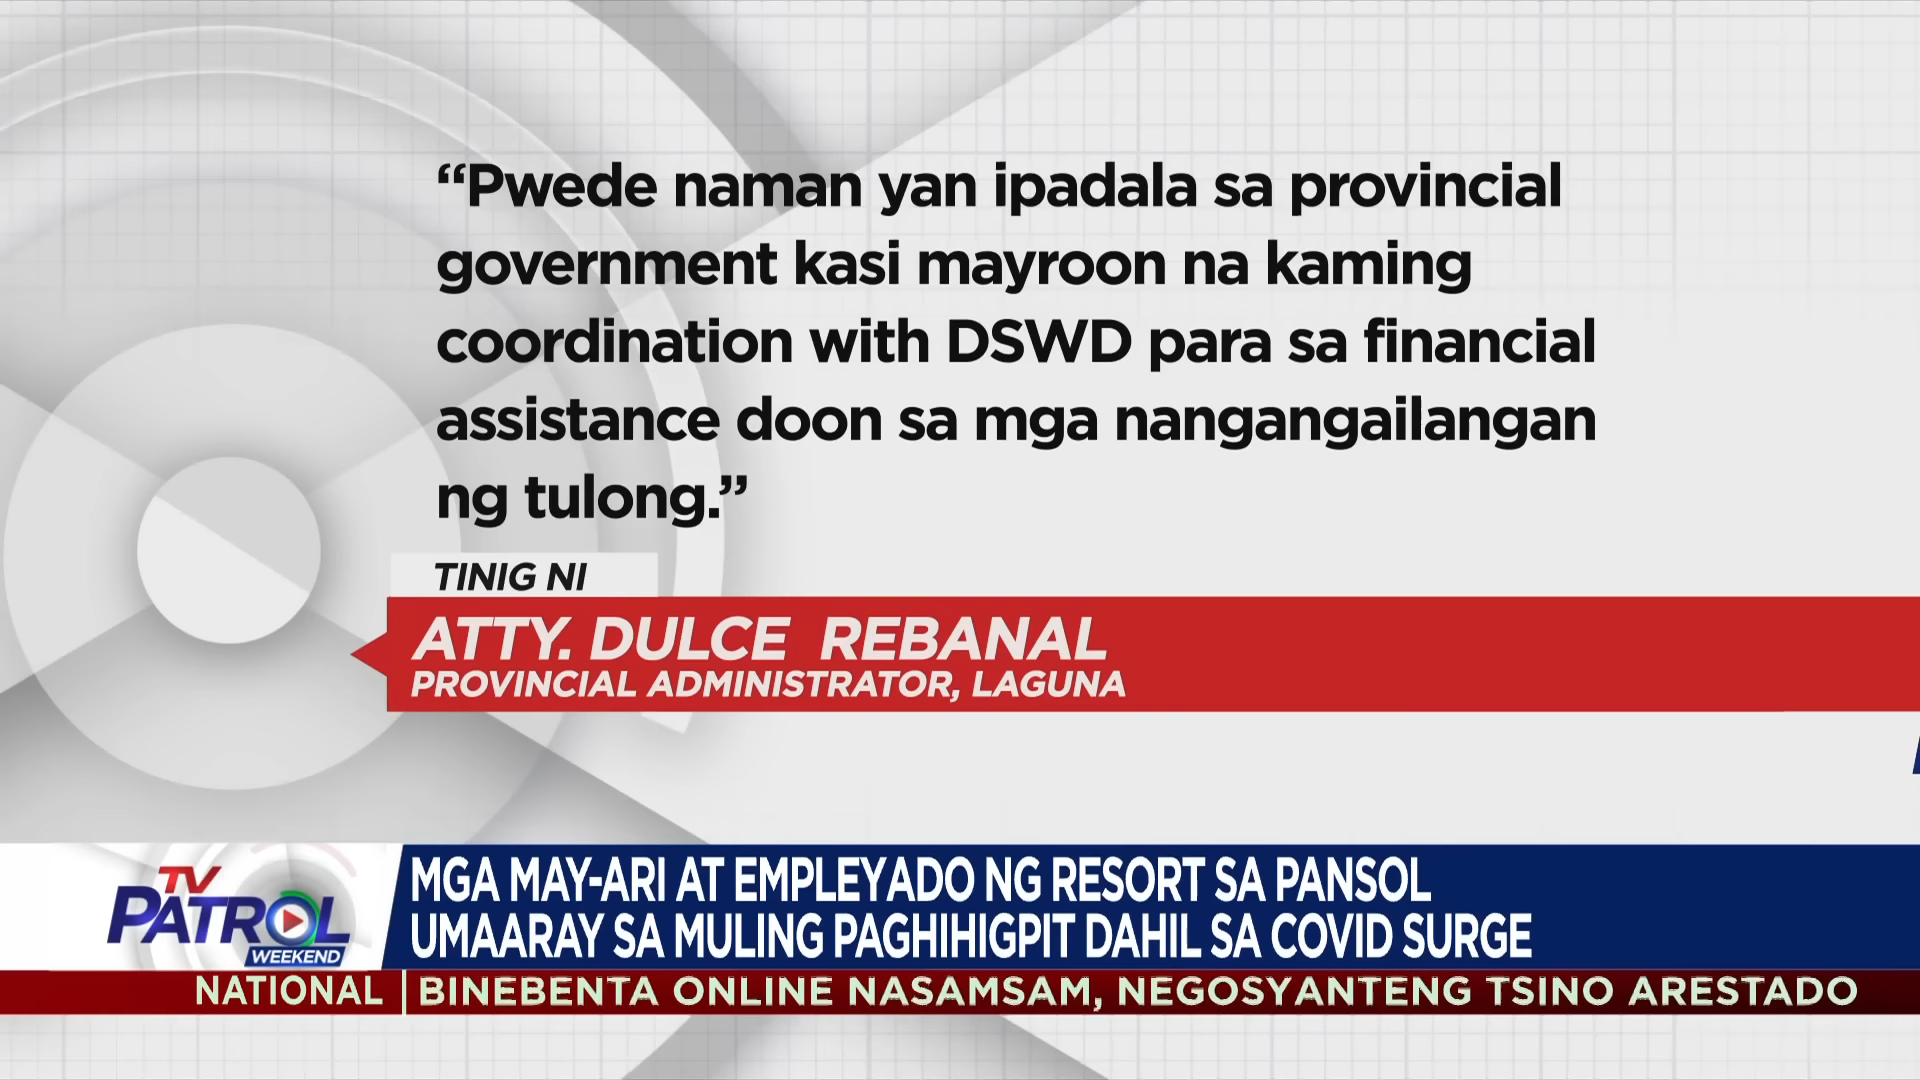 “Pwede naman yan ipadala sa provincial
government kasi mayroon na kaming
coordination with DSWD para sa financial
assistance doon sa mga nangangailangan
ng tulong.”
TINIG NI
ATTY. DULCE REBANAL
PROVINCIAL ADMINISTRATOR, LAGUNA
TV
PATROL
WEEKEND
MGA MAY-ARI AT EMPLEYADO NG RESORT SA PANSOL
UMAARAY SA MULING PAGHIHIGPIT DAHIL SA COVID SURGE
NATIONAL | BINEBENTA ONLINE NASAMSAM, NEGOSYANTENG TSINO ARESTADO